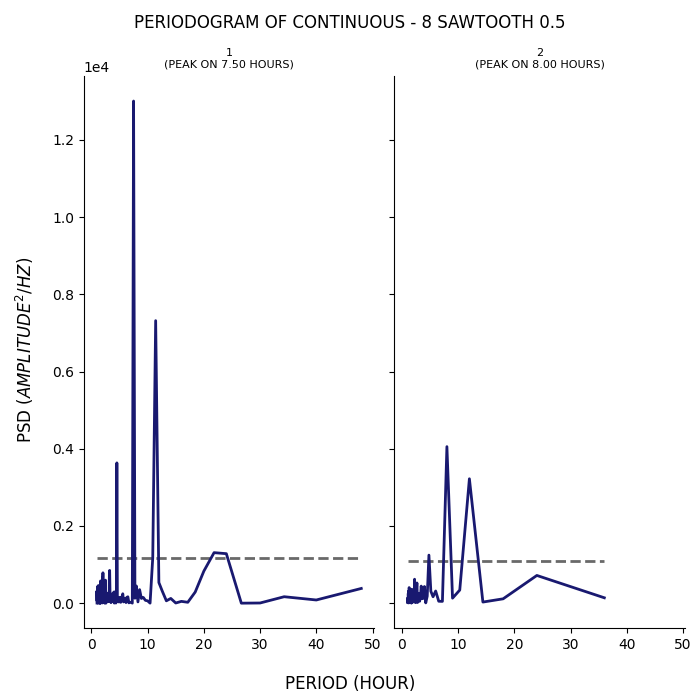 PERIODOGRAM OF CONTINUOUS - 8 SAWTOOTH 0.5
1
(PEAK ON 7.50 HOURS)
2
(PEAK ON 8.00 HOURS)
1e4
1.2
1.0
0.8
0.6
0.4
0.2
0.0
PSD (AMPLITUDE²/HZ)
0 10 20 30 40 50
0 10 20 30 40 50
PERIOD (HOUR)